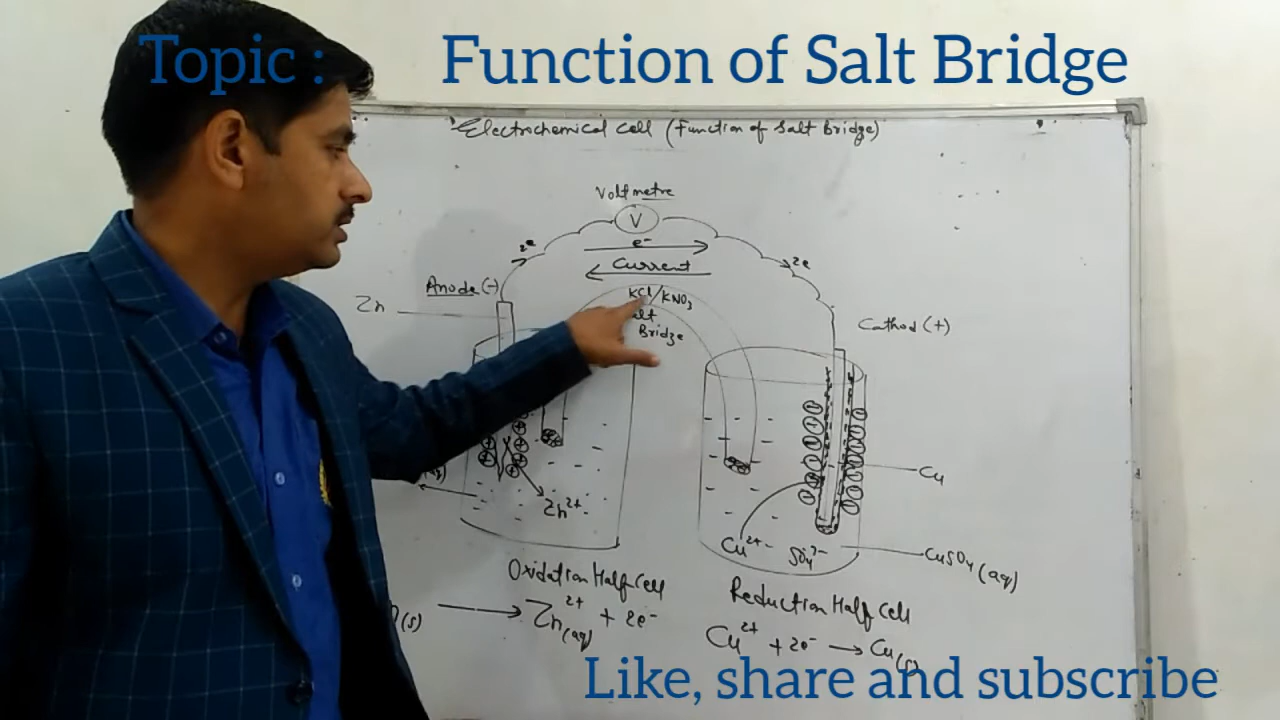 Topic : Function of Salt Bridge
Electrochemical Cell (Function of Salt Bridge)
Voltmetre
V
2e
e-
2e
Current
Anode (-)
KCl/KNO3
Zn
Bridge
Cathod (+)
Cu
Zn2+
Cu2+
SO42-
CuSO4 (aq)
Oxidation Half Cell
Reduction Half Cell
(s) → Zn2+(aq) + 2e-
Cu2+ + 2e- → Cu(s)
Like, share and subscribe